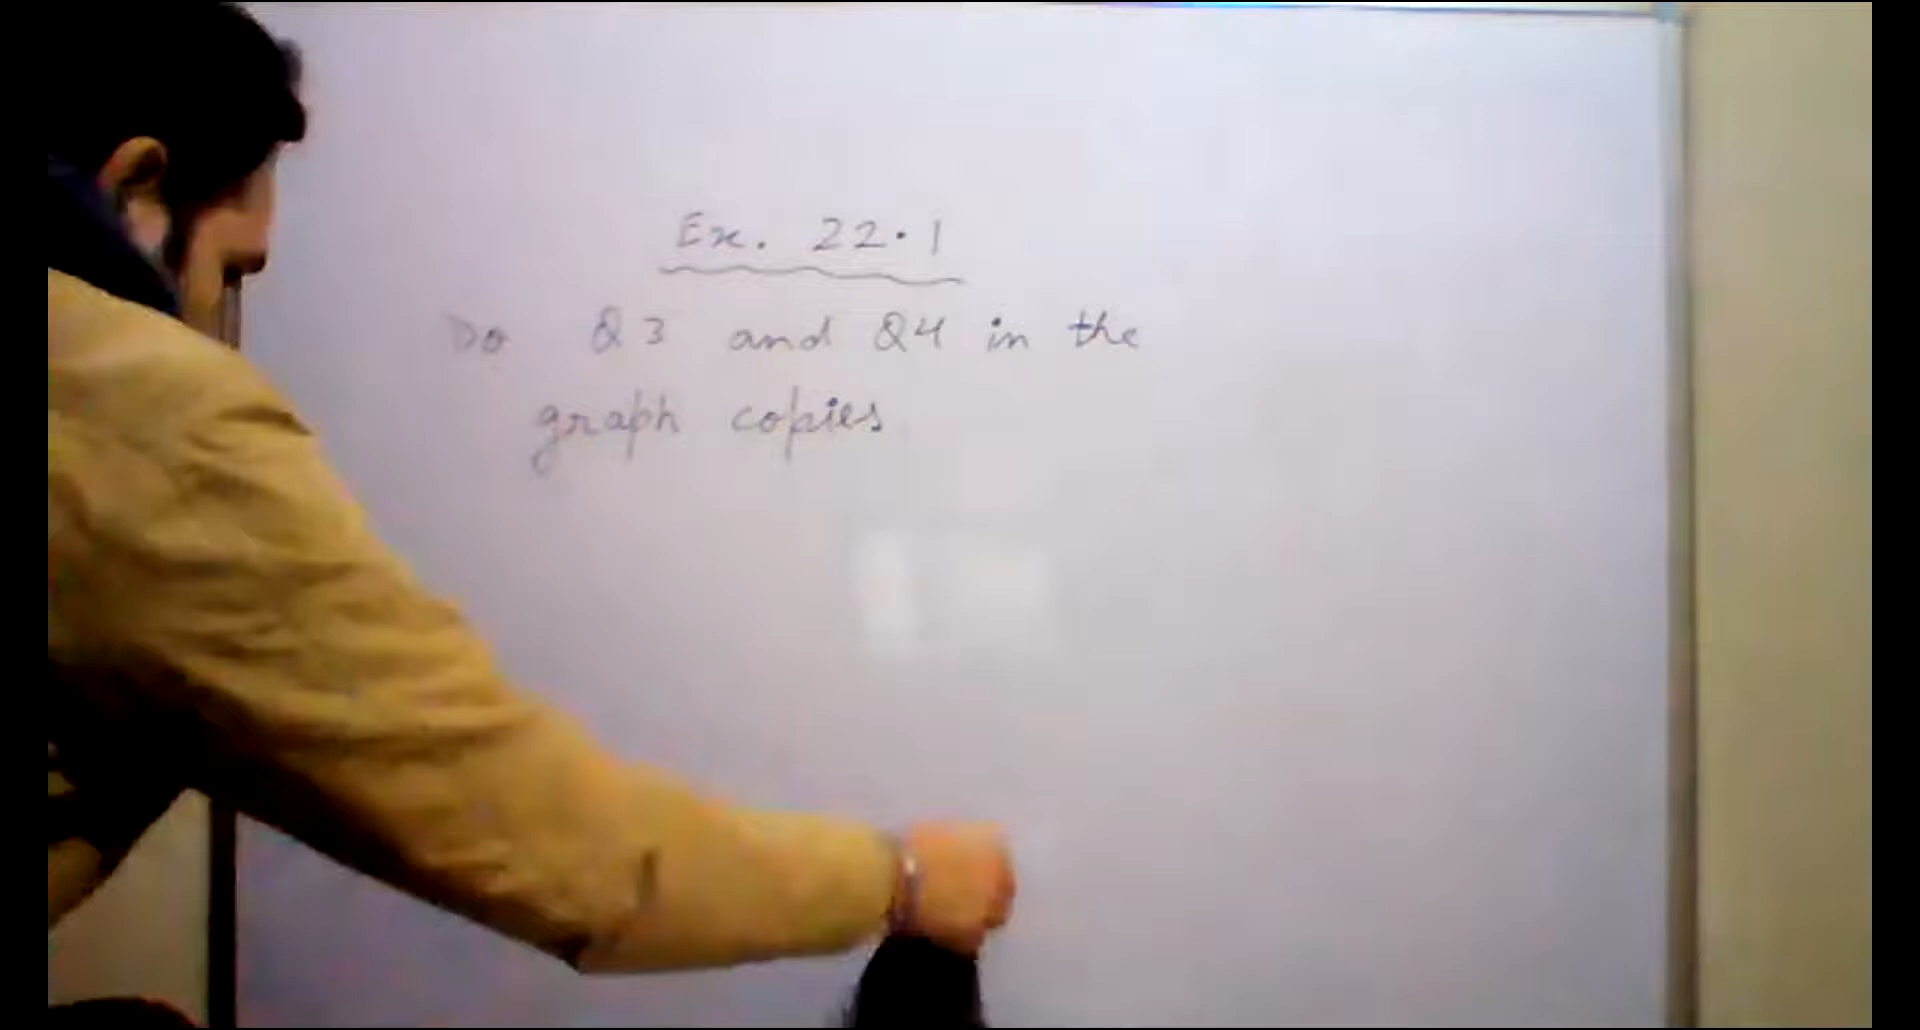 Ex. 22.1
Do Q3 and Q4 in the
graph copies